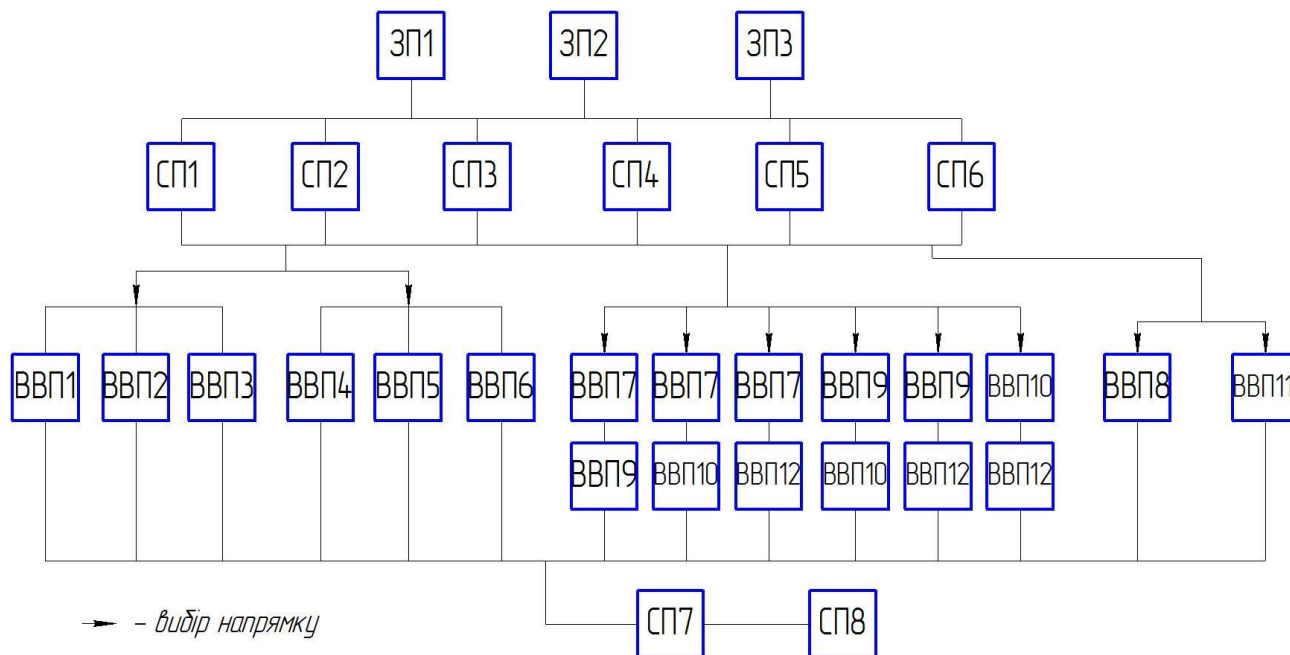 ЗП1 ЗП2 ЗП3
СП1 СП2 СП3 СП4 СП5 СП6
ВВП1 ВВП2 ВВП3 ВВП4 ВВП5 ВВП6 ВВП7 ВВП7 ВВП7 ВВП9 ВВП9 ВВП10 ВВП8 ВВП11
ВВП9 ВВП10 ВВП12 ВВП10 ВВП12 ВВП12
СП7 СП8
- вибір напрямку